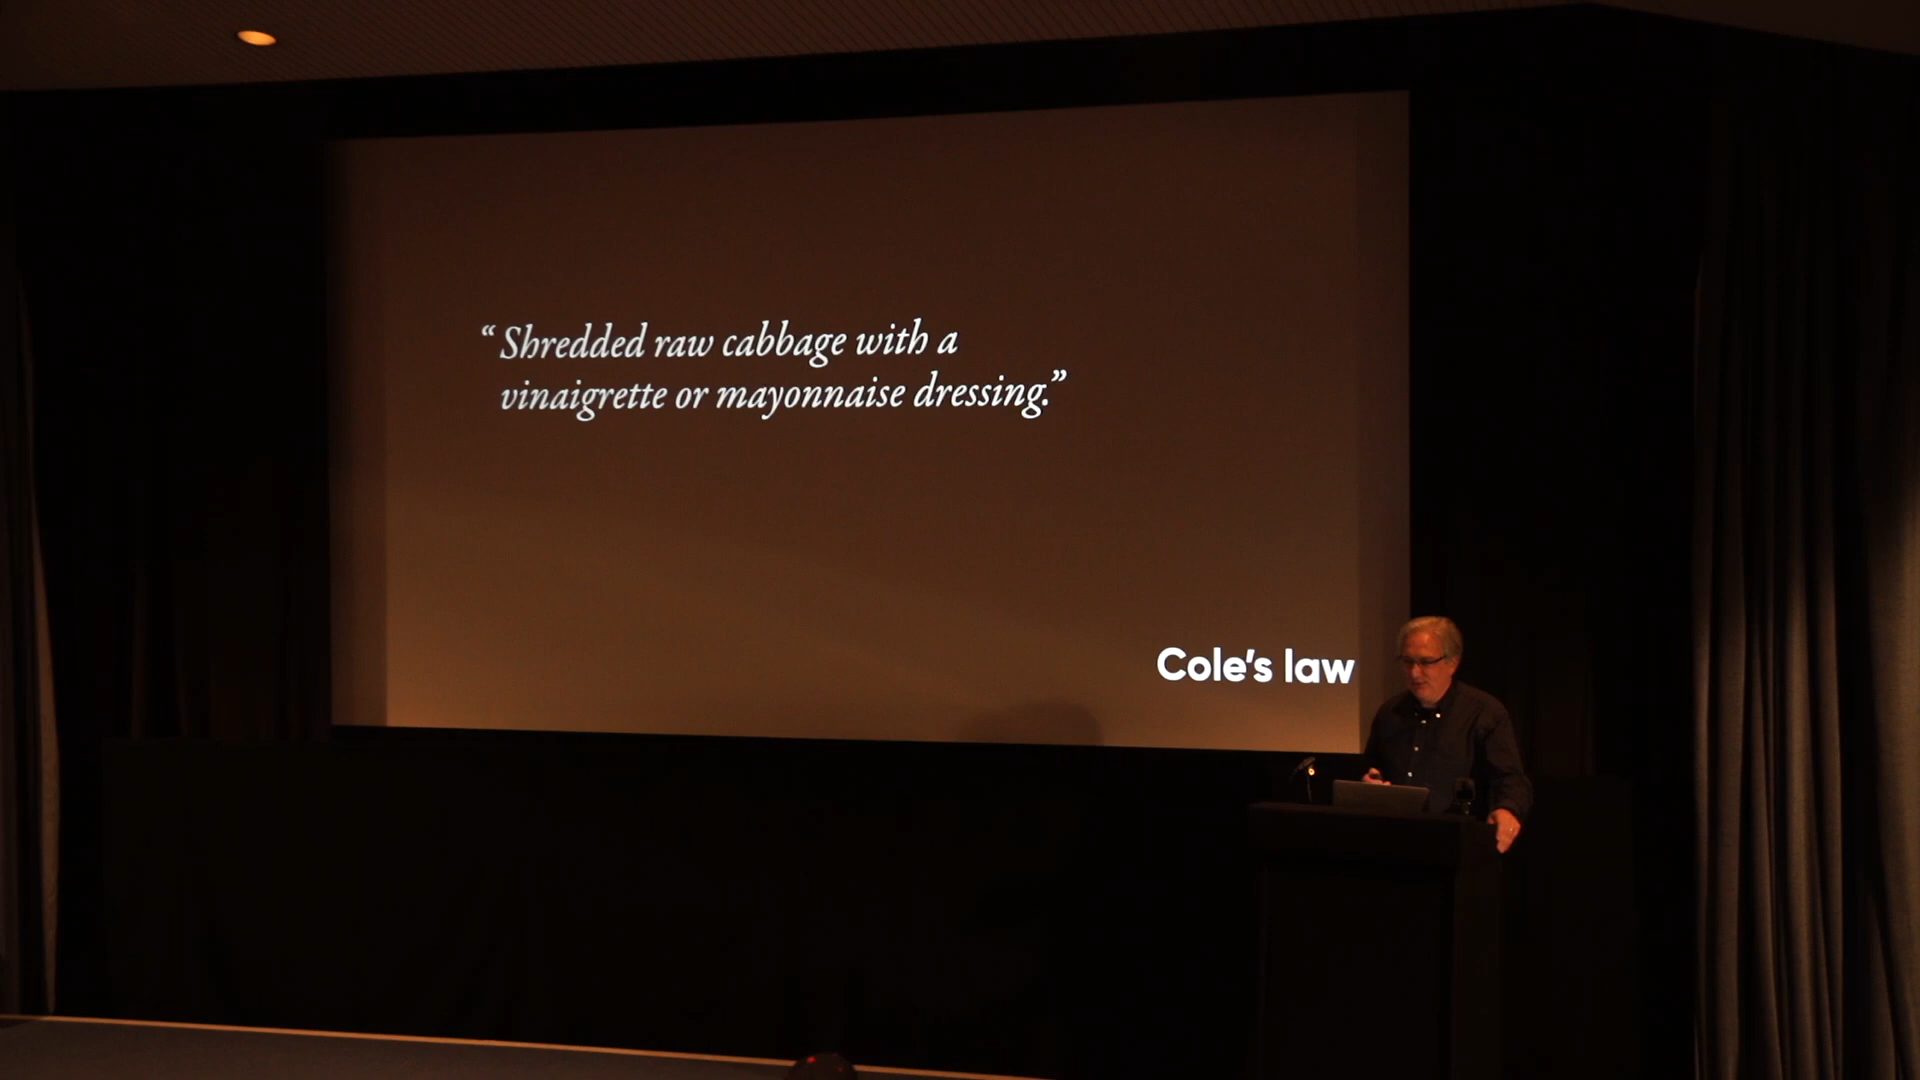 “Shredded raw cabbage with a
vinaigrette or mayonnaise dressing.”
Cole’s law